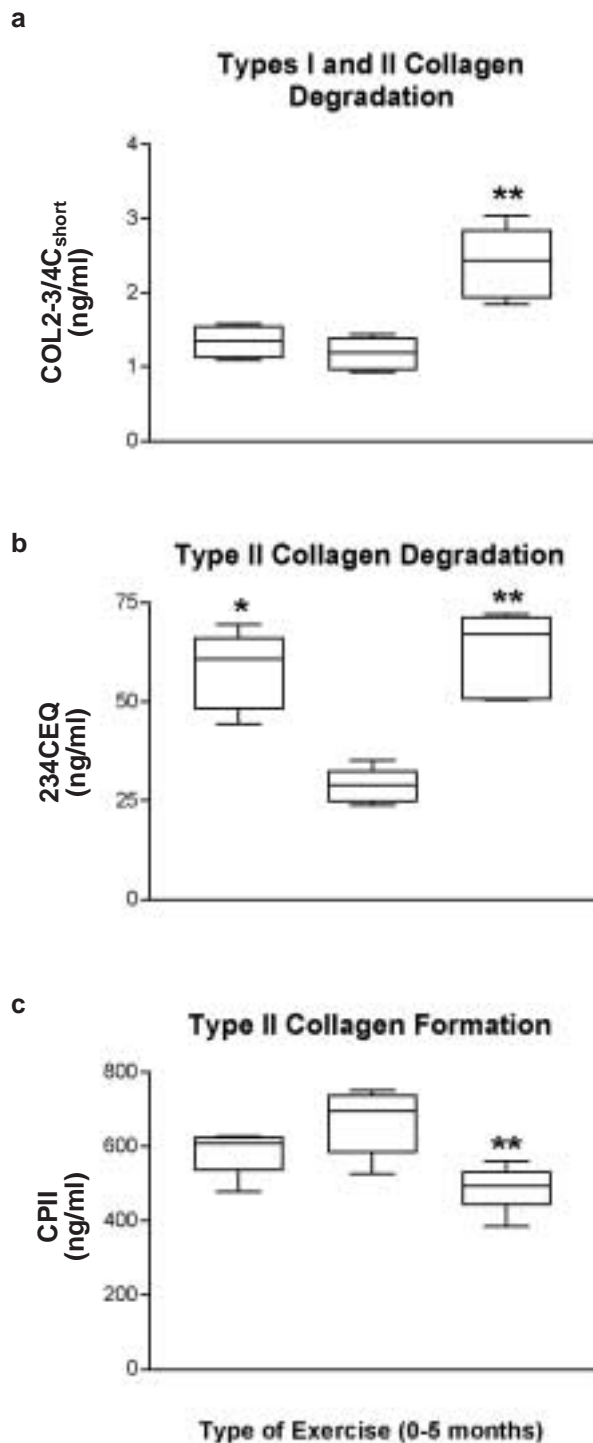 a
Types I and II Collagen
Degradation
COL2-3/4Cshort
(ng/ml)
4
3
2
1
0
**
b
Type II Collagen Degradation
234CEQ
(ng/ml)
75
50
25
0
*
**
c
Type II Collagen Formation
CPII
(ng/ml)
800
600
400
200
0
**
Type of Exercise (0-5 months)